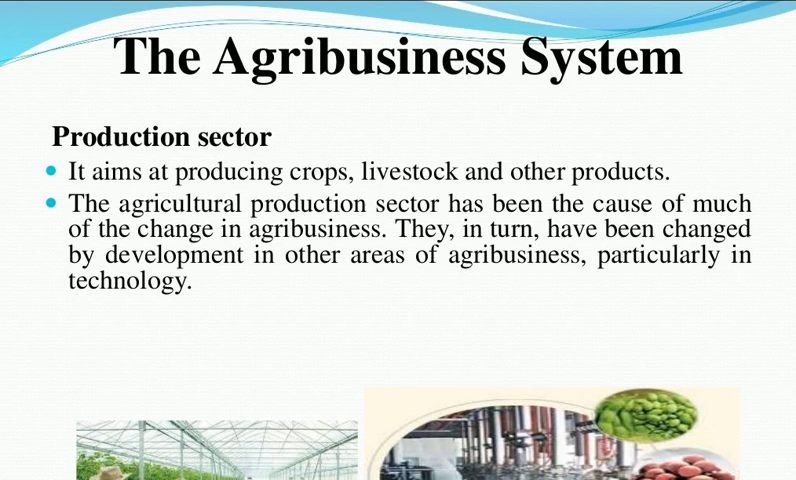 The Agribusiness System
Production sector
• It aims at producing crops, livestock and other products.
• The agricultural production sector has been the cause of much
of the change in agribusiness. They, in turn, have been changed
by development in other areas of agribusiness, particularly in
technology.